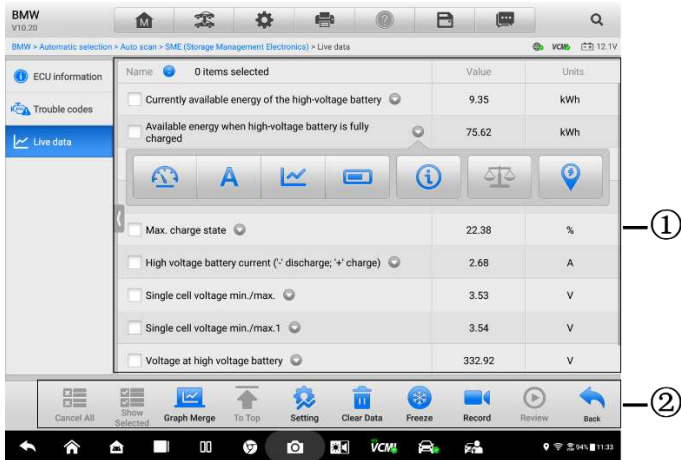 BMW
V10.20
BMW > Automatic selection > Auto scan > SME (Storage Management Electronics) > Live data
VCMI 12.1V
ECU information
Trouble codes
Live data
Name 0 items selected Value Units
Currently available energy of the high-voltage battery 9.35 kWh
Available energy when high-voltage battery is fully
charged 75.62 kWh
A
Max. charge state 22.38 %
High voltage battery current ('-' discharge; '+' charge) 2.68 A
Single cell voltage min./max. 3.53 V
Single cell voltage min./max.1 3.54 V
Voltage at high voltage battery 332.92 V
①
②
Cancel All
Show
Selected
Graph Merge
To Top
Setting
Clear Data
Freeze
Record
Review
Back
VCMI
94% 11:33